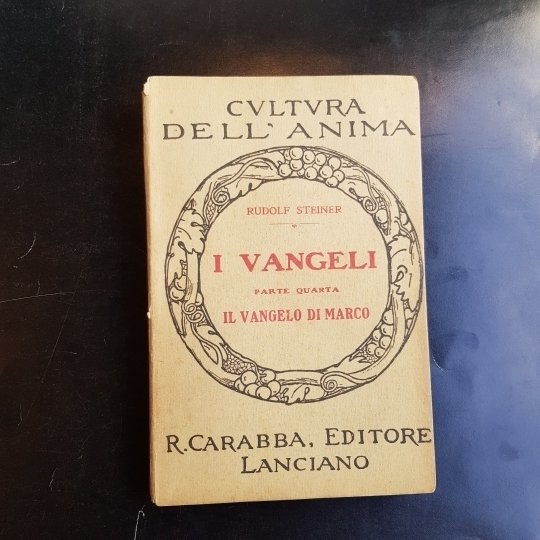 CVLTVRA
DELL' ANIMA
RUDOLF STEINER
I VANGELI
PARTE QUARTA
IL VANGELO DI MARCO
R. CARABBA, EDITORE
LANCIANO